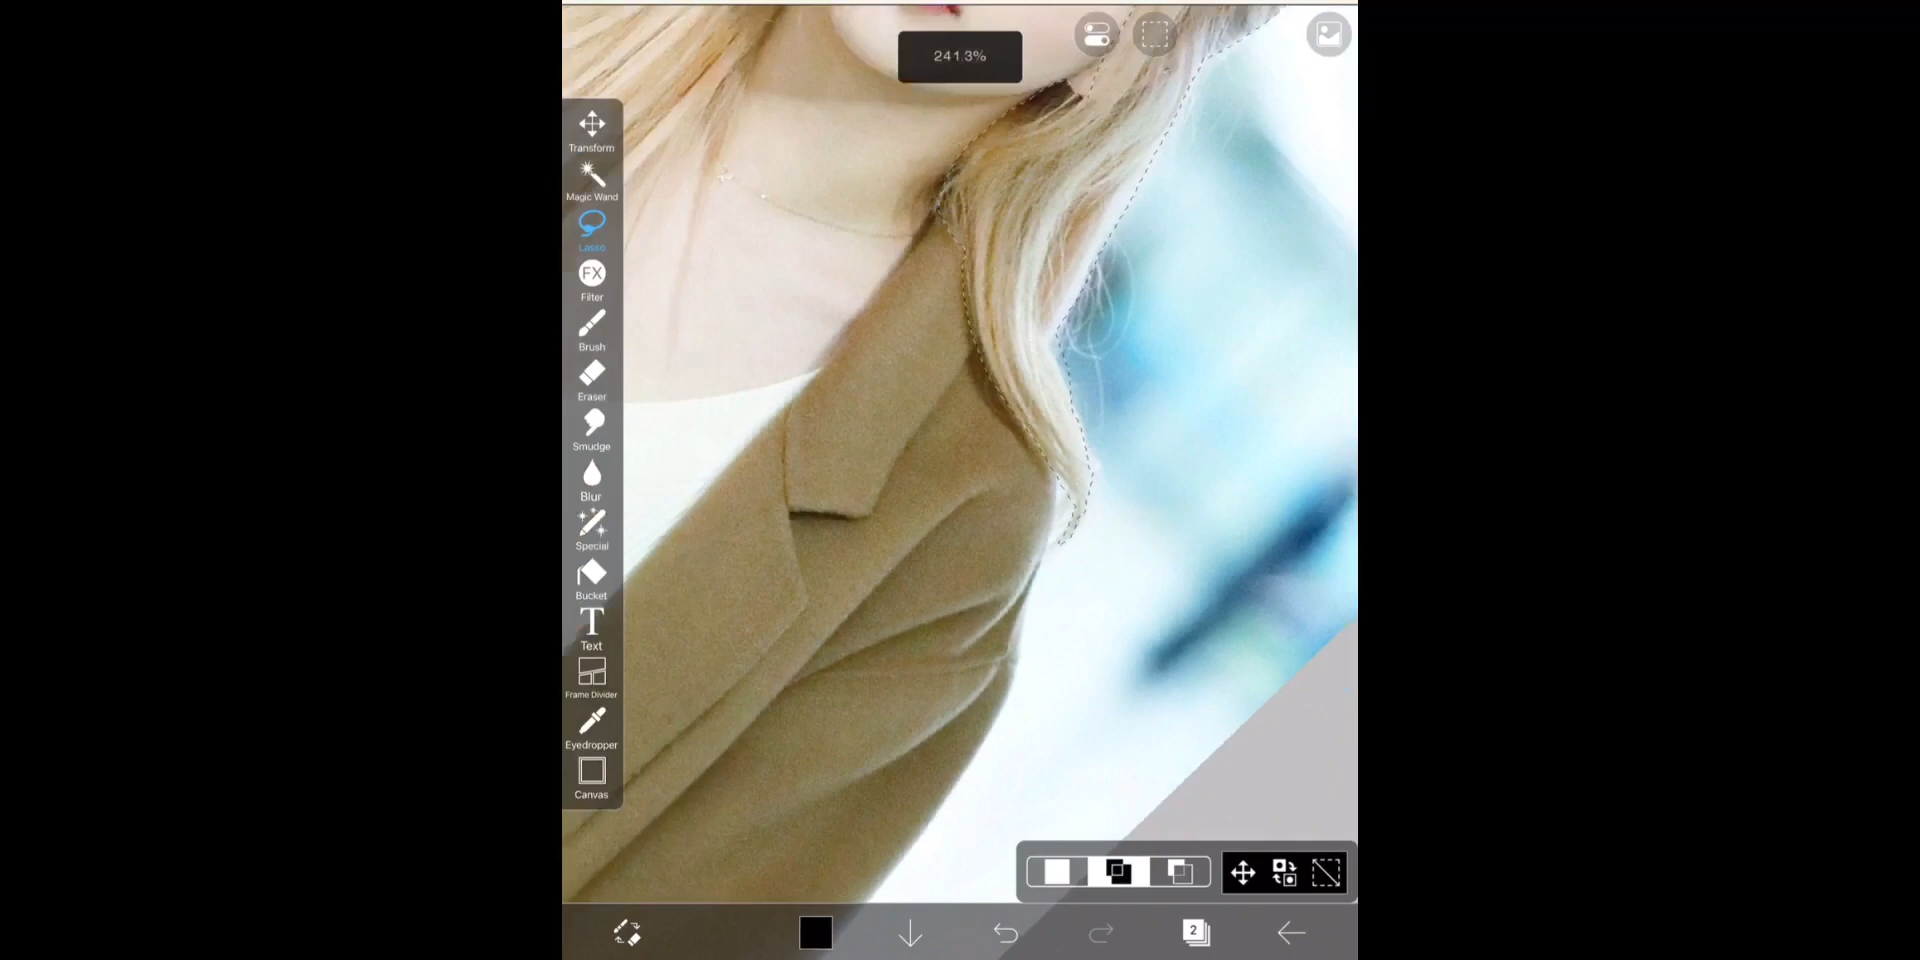 241.3%
Transform
Magic Wand
Lasso
FX
Filter
Brush
Eraser
Smudge
Blur
Special
Bucket
T
Text
Frame Divider
Eyedropper
Canvas
2